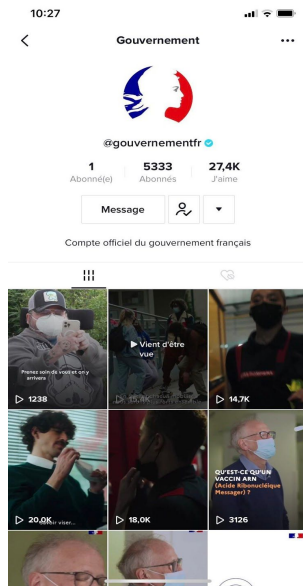 10:27
Gouvernement
@gouvernementfr
1 5333 27,4K
Abonné(e) Abonnés J'aime
Message
Compte officiel du gouvernement français
Prenez soin de vous et on y
arrivera
1238
Vient d'être
vue
14,7K
20,0K
savoir viser...
18,0K
QU'EST-CE QU'UN
VACCIN ARN
(Acide Ribonucléique
Messager) ?
3126